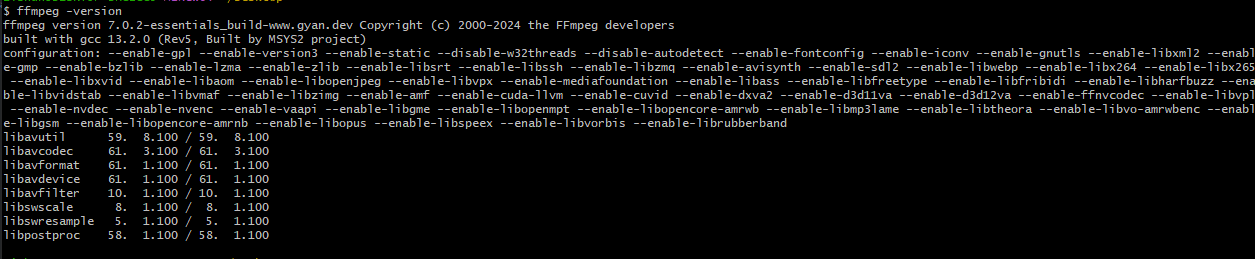 $ ffmpeg -version
ffmpeg version 7.0.2-essentials_build-www.gyan.dev Copyright (c) 2000-2024 the FFmpeg developers
built with gcc 13.2.0 (Rev5, Built by MSYS2 project)
configuration: --enable-gpl --enable-version3 --enable-static --disable-w32threads --disable-autodetect --enable-fontconfig --enable-iconv --enable-gnutls --enable-libxml2 --enabl
e-gmp --enable-bzlib --enable-lzma --enable-zlib --enable-libsrt --enable-libssh --enable-libzmq --enable-avisynth --enable-sdl2 --enable-libwebp --enable-libx264 --enable-libx265
--enable-libxvid --enable-libaom --enable-libopenjpeg --enable-libvpx --enable-mediafoundation --enable-libass --enable-libfreetype --enable-libfribidi --enable-libharfbuzz --ena
ble-libvidstab --enable-libvmaf --enable-libzimg --enable-amf --enable-cuda-llvm --enable-cuvid --enable-dxva2 --enable-d3d11va --enable-d3d12va --enable-ffnvcodec --enable-libvpl
--enable-nvdec --enable-nvenc --enable-vaapi --enable-libgme --enable-libopenmpt --enable-libopencore-amrwb --enable-libmp3lame --enable-libtheora --enable-libvo-amrwbenc --enabl
e-libgsm --enable-libopencore-amrnb --enable-libopus --enable-libspeex --enable-libvorbis --enable-librubberband
libavutil      59.  8.100 / 59.  8.100
libavcodec     61.  3.100 / 61.  3.100
libavformat    61.  1.100 / 61.  1.100
libavdevice    61.  1.100 / 61.  1.100
libavfilter    10.  1.100 / 10.  1.100
libswscale      8.  1.100 /  8.  1.100
libswresample   5.  1.100 /  5.  1.100
libpostproc    58.  1.100 / 58.  1.100